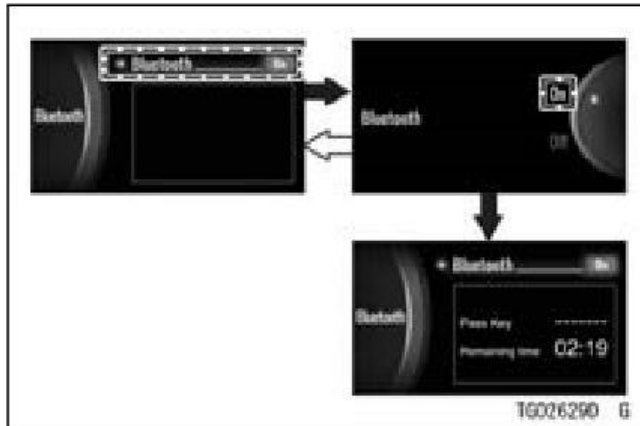 Bluetooth On
Bluetooth
On
Bluetooth
Off
Bluetooth On
Bluetooth
Pass Key -------
Remaining time 02:19
TG02629D G